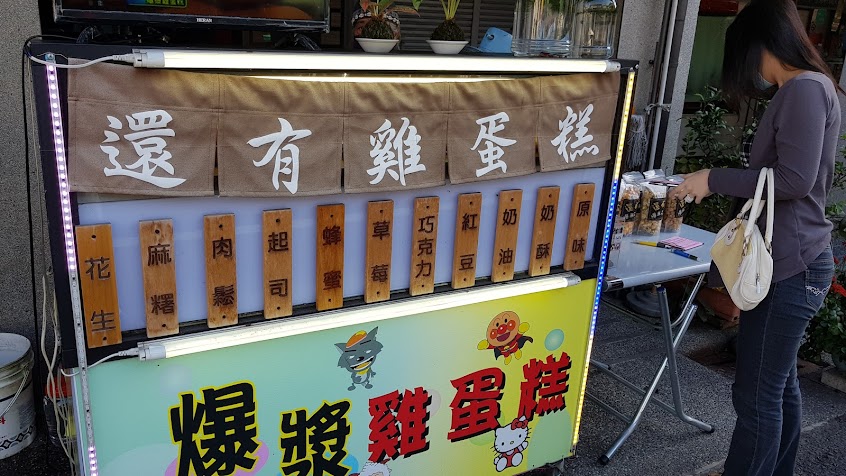 HERAN
還有雞蛋糕
花生
麻糬
肉鬆
起司
蜂蜜
草莓
巧克力
紅豆
奶油
奶酥
原味
爆漿雞蛋糕